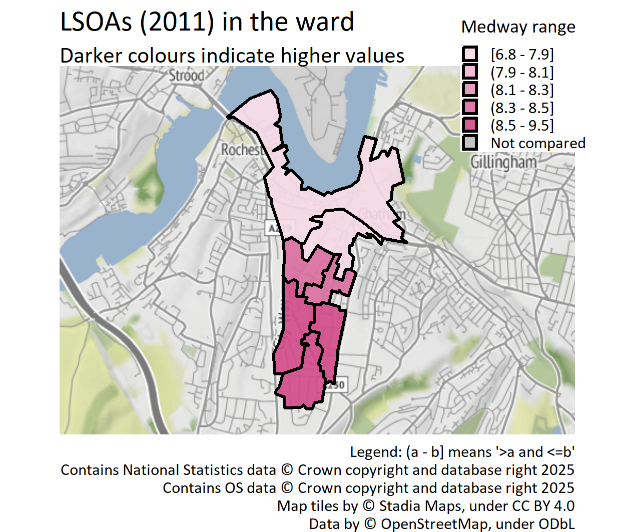 LSOAs (2011) in the ward
Darker colours indicate higher values
Medway range
[6.8 - 7.9]
(7.9 - 8.1]
(8.1 - 8.3]
(8.3 - 8.5]
(8.5 - 9.5]
Not compared
Strood
Rochest
Gillingham
A2
Legend: (a - b] means '>a and <=b'
Contains National Statistics data © Crown copyright and database right 2025
Contains OS data © Crown copyright and database right 2025
Map tiles by © Stadia Maps, under CC BY 4.0
Data by © OpenStreetMap, under ODbL